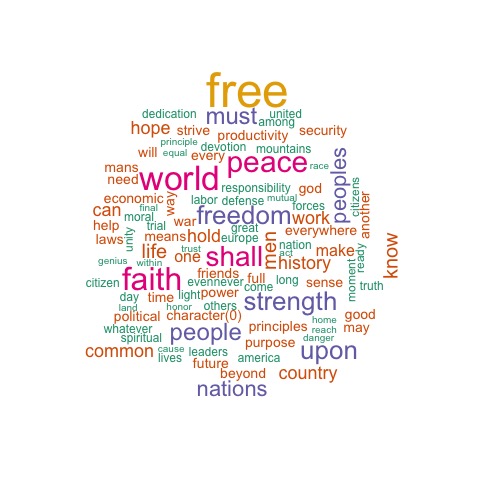 free
dedication must united
among
hope strive productivity security
principle devotion mountains
will equal every peace race
mans world peoples
need responsibility god
economic way labor defense mutual citizens
can final freedom work forces another
moral war great
help trial everywhere
laws unity means hold europe nation make know
life one trust shall men act history ready
genius within friends full long sense moment truth
citizen faith evennever come
day time light power strength
land honor others good
political character(0) home may
whatever people principles reach
spiritual purpose danger
common cause leaders america upon
lives future
beyond country
nations